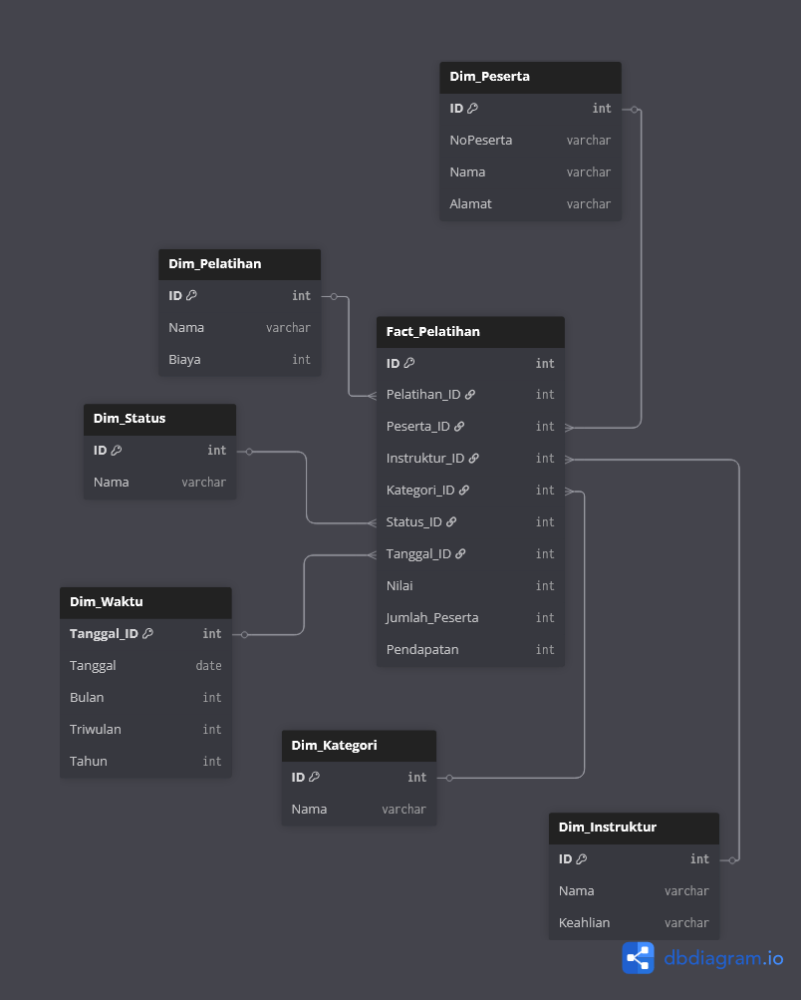 Dim_Peserta
ID int
NoPeserta varchar
Nama varchar
Alamat varchar
Dim_Pelatihan
ID int
Nama varchar
Biaya int
Fact_Pelatihan
ID int
Pelatihan_ID int
Peserta_ID int
Instruktur_ID int
Kategori_ID int
Status_ID int
Tanggal_ID int
Nilai int
Jumlah_Peserta int
Pendapatan int
Dim_Status
ID int
Nama varchar
Dim_Waktu
Tanggal_ID int
Tanggal date
Bulan int
Triwulan int
Tahun int
Dim_Kategori
ID int
Nama varchar
Dim_Instruktur
ID int
Nama varchar
Keahlian varchar
dbdiagram.io